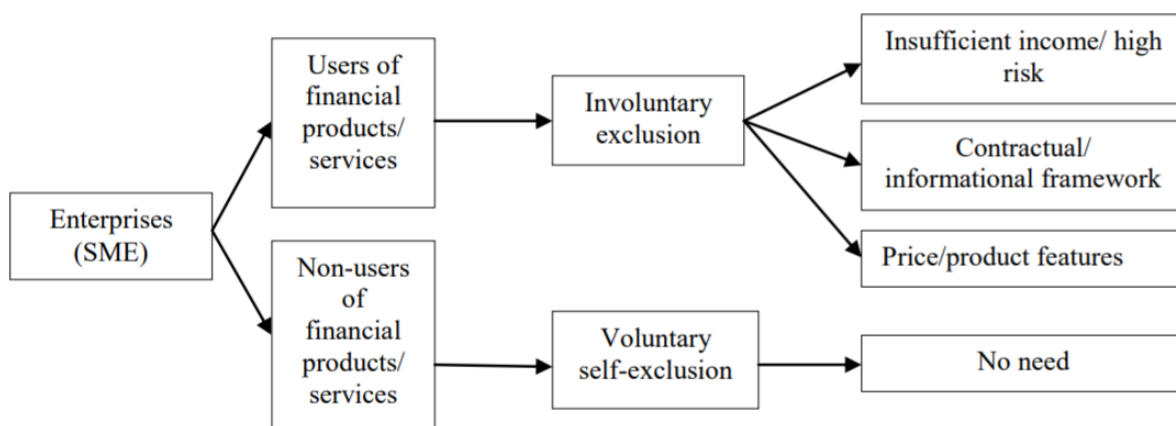 Enterprises
(SME)
Users of
financial
products/
services
Non-users
of
financial
products/
services
Involuntary
exclusion
Voluntary
self-exclusion
Insufficient income/ high
risk
Contractual/
informational framework
Price/product features
No need